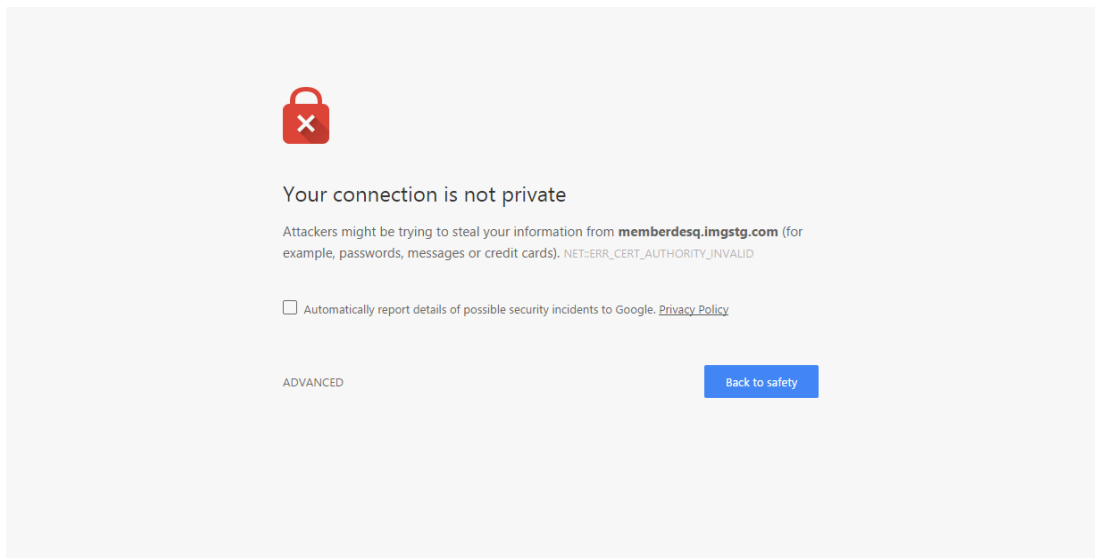 Your connection is not private
Attackers might be trying to steal your information from memberdesq.imgstg.com (for
example, passwords, messages or credit cards). NET::ERR_CERT_AUTHORITY_INVALID
Automatically report details of possible security incidents to Google. Privacy Policy
ADVANCED
Back to safety